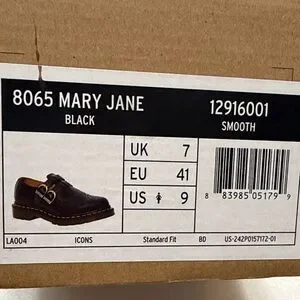 8065 MARY JANE 12916001
BLACK SMOOTH
UK 7
EU 41
US 9
8 83985 05179 9
LA004 ICONS Standard Fit BD US-242P0157172-01